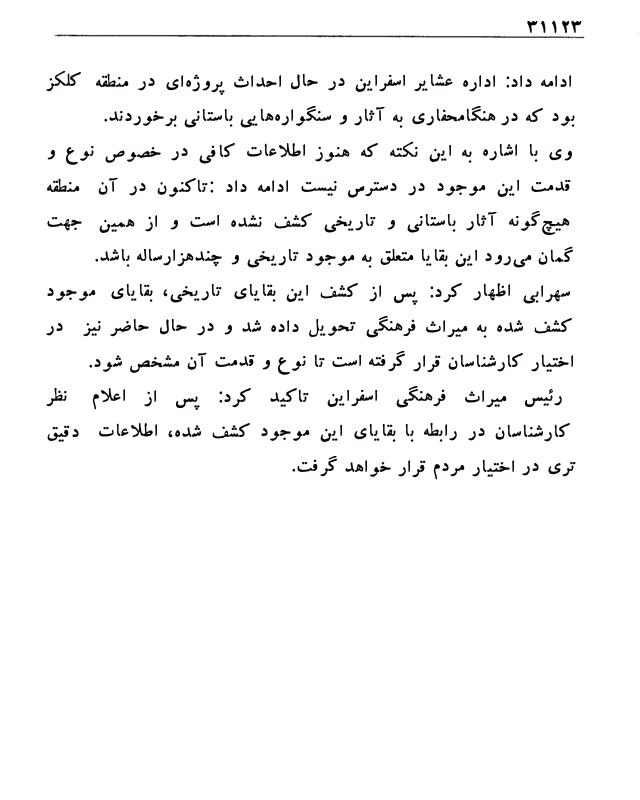 ۳۱۱۲۳
ادامه داد: اداره عشایر اسفراین در حال احداث پروژه‌ای در منطقه کلکز
بود که در هنگامحفاری به آثار و سنگواره‌هایی باستانی برخوردند.
وی با اشاره به این نکته که هنوز اطلاعات کافی در خصوص نوع و
قدمت این موجود در دسترس نیست ادامه داد :تاکنون در آن منطقه
هیچ‌گونه آثار باستانی و تاریخی کشف نشده است و از همین جهت
گمان می‌رود این بقایا متعلق به موجود تاریخی و چندهزارساله باشد.
سهرابی اظهار کرد: پس از کشف این بقایای تاریخی، بقایای موجود
کشف شده به میراث فرهنگی تحویل داده شد و در حال حاضر نیز در
اختیار کارشناسان قرار گرفته است تا نوع و قدمت آن مشخص شود.
رئیس میراث فرهنگی اسفراین تاکید کرد: پس از اعلام نظر
کارشناسان در رابطه با بقایای این موجود کشف شده، اطلاعات دقیق
تری در اختیار مردم قرار خواهد گرفت.